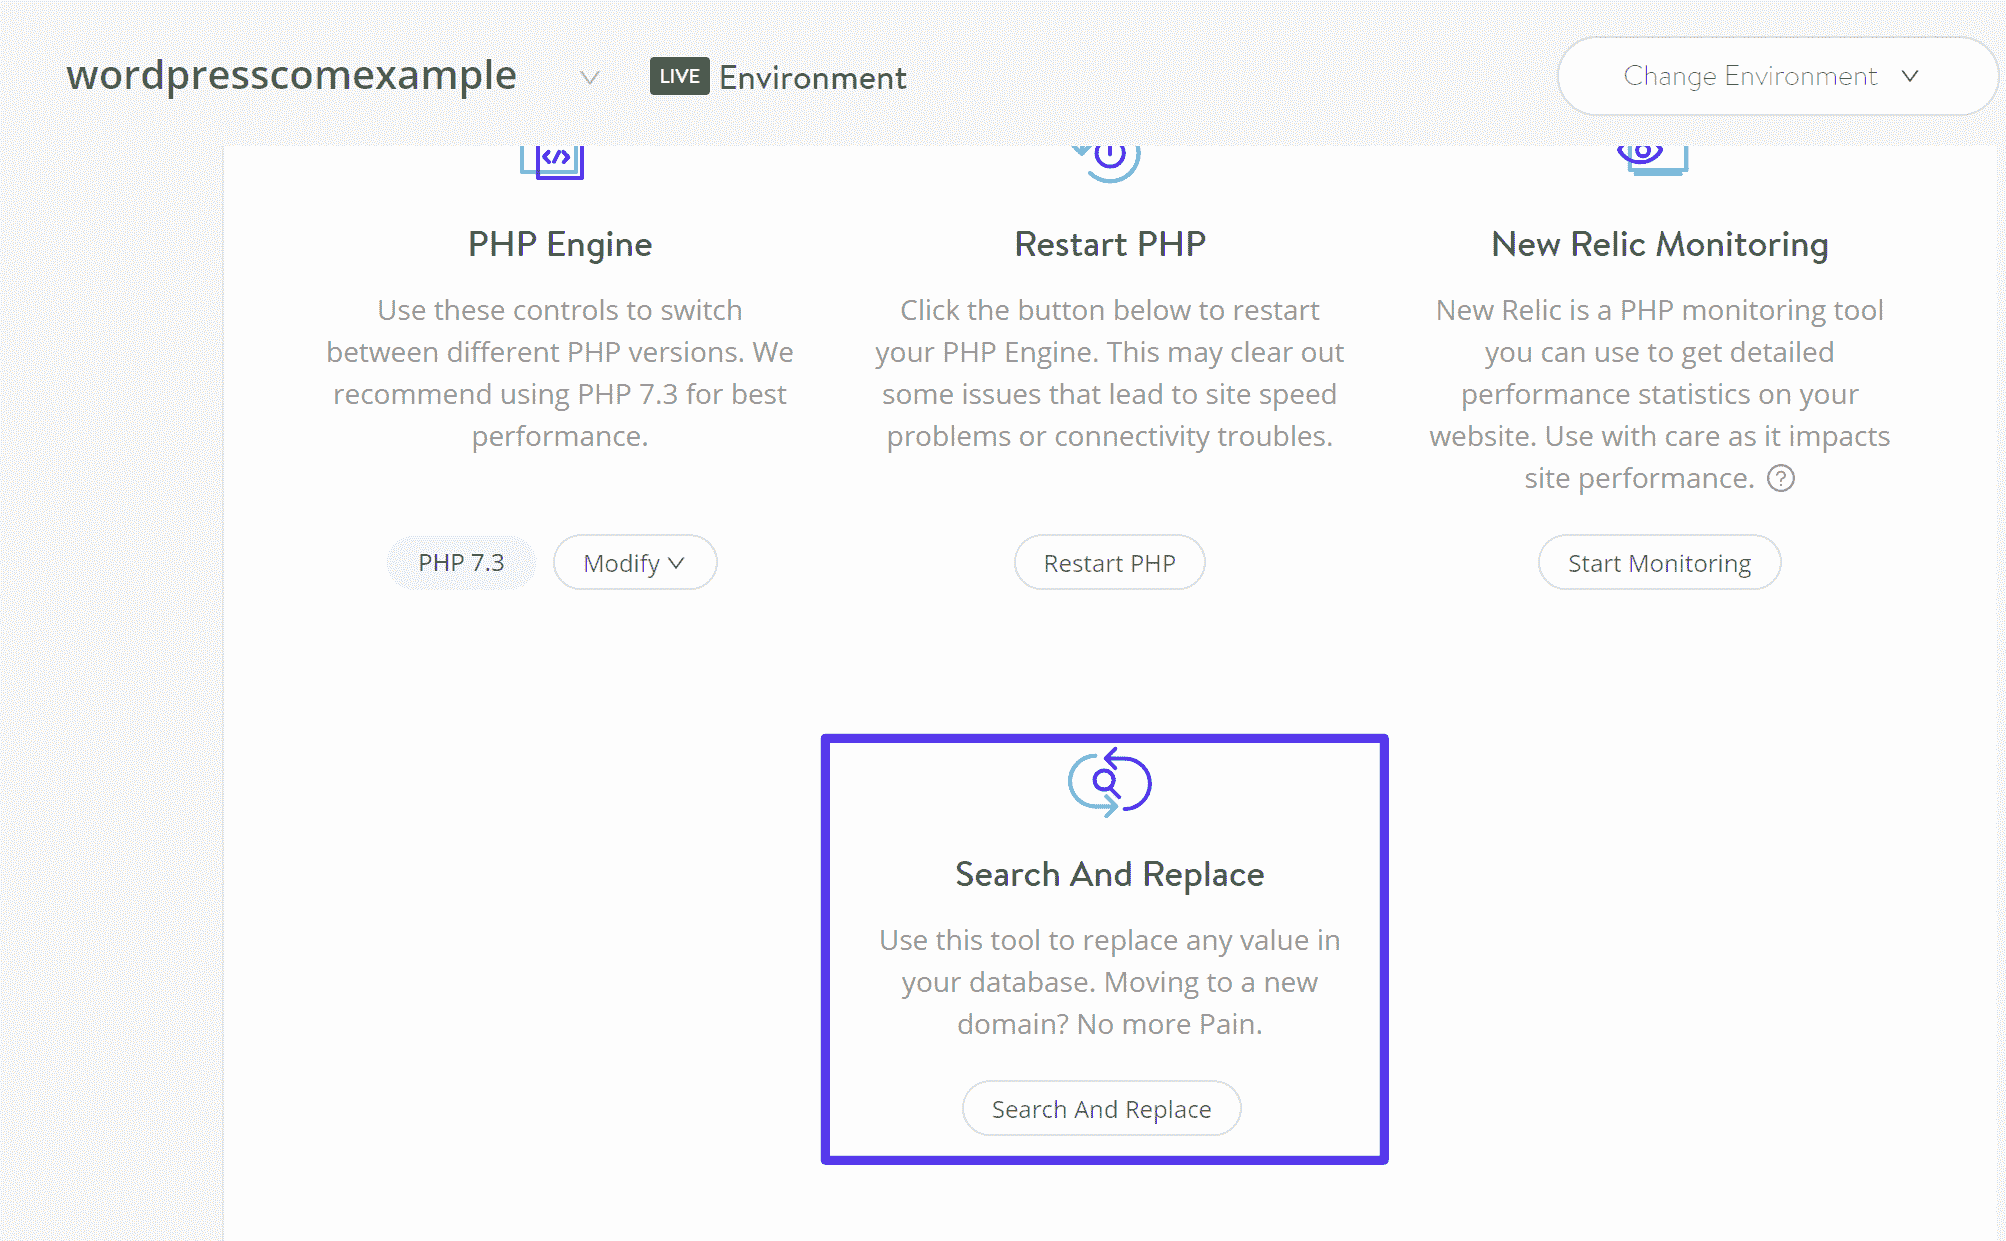 wordpresscomexample
LIVE Environment
Change Environment
</>
PHP Engine
Use these controls to switch
between different PHP versions. We
recommend using PHP 7.3 for best
performance.
PHP 7.3
Modify
Restart PHP
Click the button below to restart
your PHP Engine. This may clear out
some issues that lead to site speed
problems or connectivity troubles.
Restart PHP
New Relic Monitoring
New Relic is a PHP monitoring tool
you can use to get detailed
performance statistics on your
website. Use with care as it impacts
site performance. ?
Start Monitoring
Search And Replace
Use this tool to replace any value in
your database. Moving to a new
domain? No more Pain.
Search And Replace